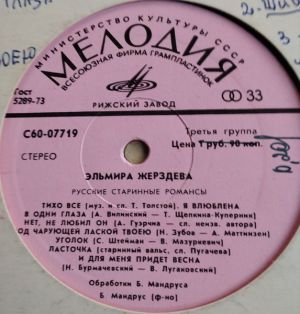 МИНИСТЕРСТВО КУЛЬТУРЫ СССР
МЕЛОДИЯ
ВСЕСОЮЗНАЯ ФИРМА ГРАМПЛАСТИНОК
ГОСТ
5289-73
33
РИЖСКИЙ ЗАВОД
С60-07719
Третья группа
Цена 1 руб. 90 коп.
СТЕРЕО
ЭЛЬМИРА ЖЕРЗДЕВА
РУССКИЕ СТАРИННЫЕ РОМАНСЫ
ТИХО ВСЕ (муз. и сл. Т. Толстой). Я ВЛЮБЛЕНА
В ОДНИ ГЛАЗА (А. Вилинский — Т. Щепкина-Куперник)
НЕТ, НЕ ЛЮБИЛ ОН (А. Гуэрчиа — сл. неизв. автора)
ОД ЧАРУЮЩЕЙ ЛАСКОЙ ТВОЕЮ (Н. Зубов — А. Маттизен)
УГОЛОК (С. Штейман — В. Мазуркевич)
ЛАСТОЧКА (старинный вальс, сл. Пугачева)
И ДЛЯ МЕНЯ ПРИДЕТ ВЕСНА
(Н. Бурмачевский — В. Лугаковский)
Обработки Б. Мандруса
Б. Мандрус (ф-но)